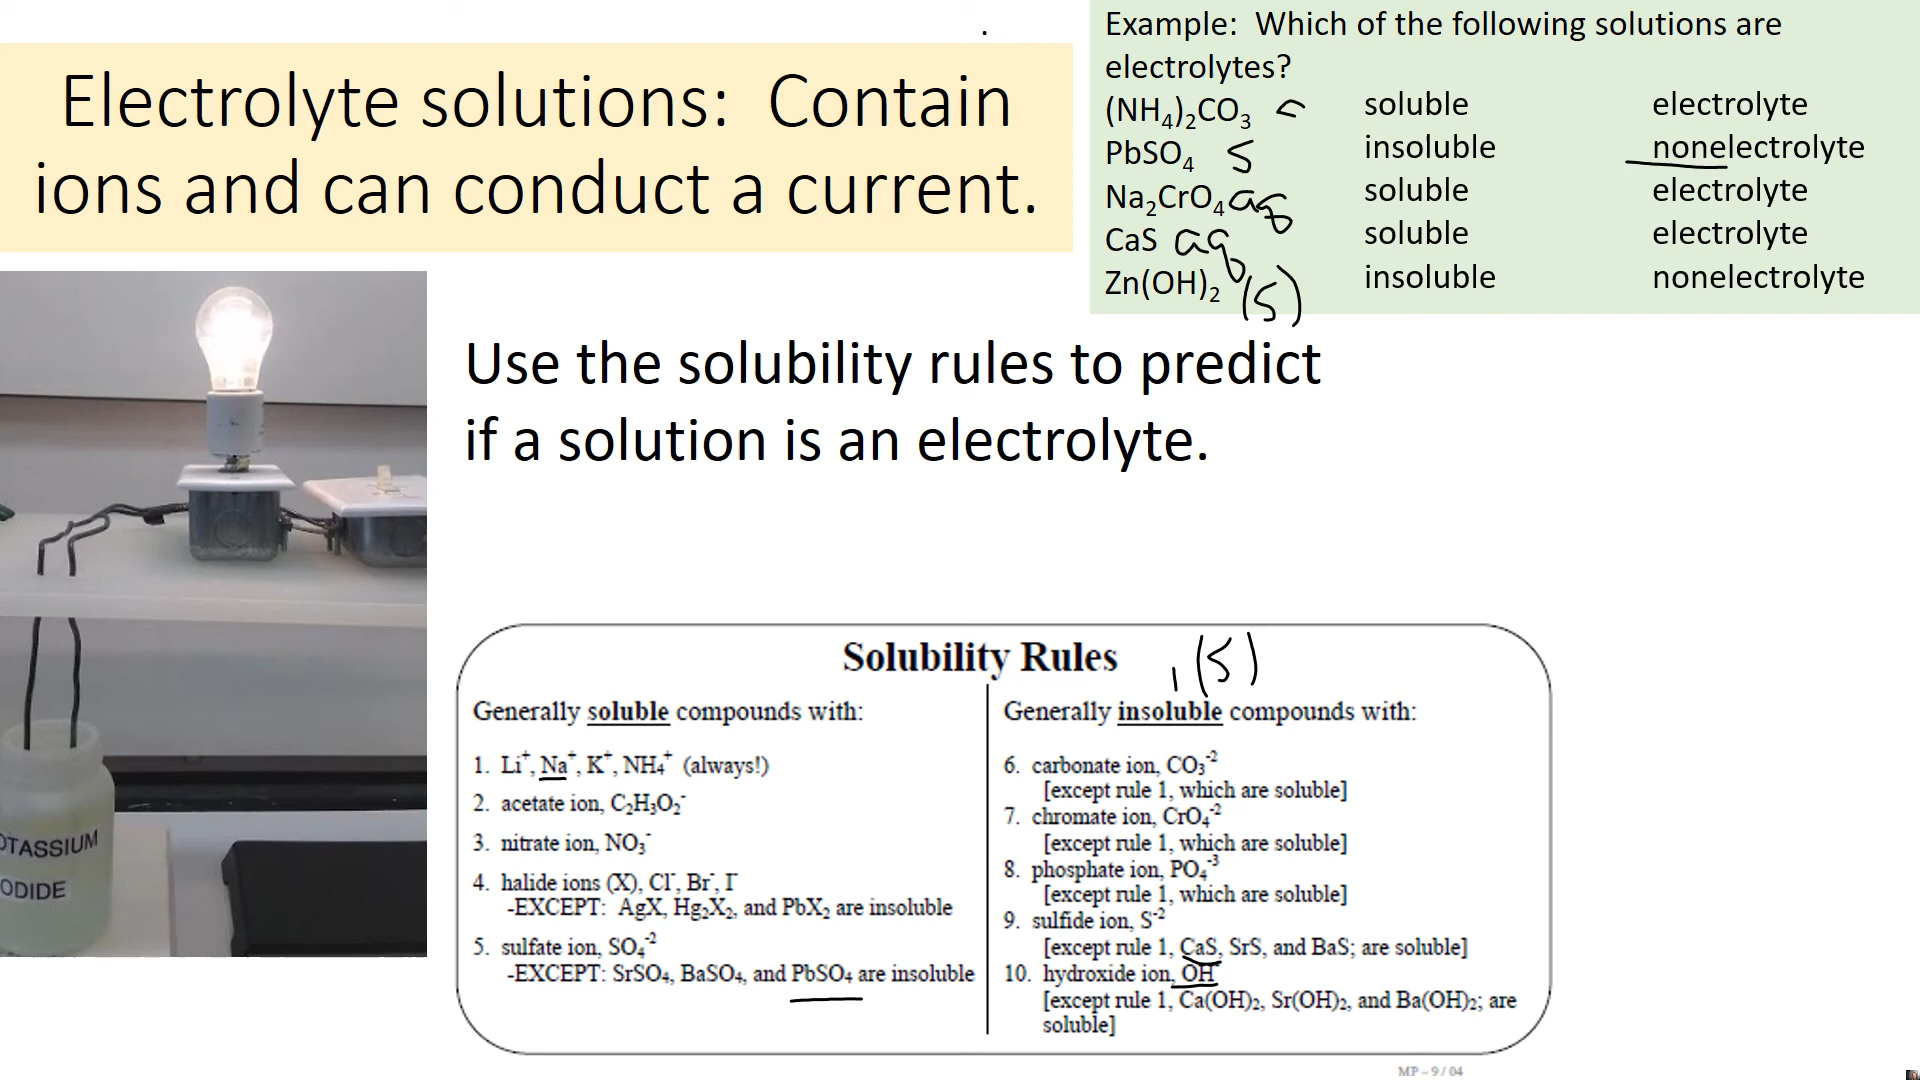 Electrolyte solutions: Contain
ions and can conduct a current.
Example: Which of the following solutions are
electrolytes?
(NH₄)₂CO₃ soluble electrolyte
PbSO₄ s insoluble nonelectrolyte
Na₂CrO₄ aq soluble electrolyte
CaS aq soluble electrolyte
Zn(OH)₂ (s) insoluble nonelectrolyte
Use the solubility rules to predict
if a solution is an electrolyte.
OTASSIUM
ODIDE
Solubility Rules (s)
Generally soluble compounds with:
1. Li⁺, Na⁺, K⁺, NH₄⁺ (always!)
2. acetate ion, C₂H₃O₂⁻
3. nitrate ion, NO₃⁻
4. halide ions (X), Cl⁻, Br⁻, I⁻
-EXCEPT: AgX, Hg₂X₂, and PbX₂ are insoluble
5. sulfate ion, SO₄⁻²
-EXCEPT: SrSO₄, BaSO₄, and PbSO₄ are insoluble
Generally insoluble compounds with:
6. carbonate ion, CO₃⁻²
[except rule 1, which are soluble]
7. chromate ion, CrO₄⁻²
[except rule 1, which are soluble]
8. phosphate ion, PO₄⁻³
[except rule 1, which are soluble]
9. sulfide ion, S⁻²
[except rule 1, CaS, SrS, and BaS; are soluble]
10. hydroxide ion, OH⁻
[except rule 1, Ca(OH)₂, Sr(OH)₂, and Ba(OH)₂; are
soluble]
MP – 9 / 04